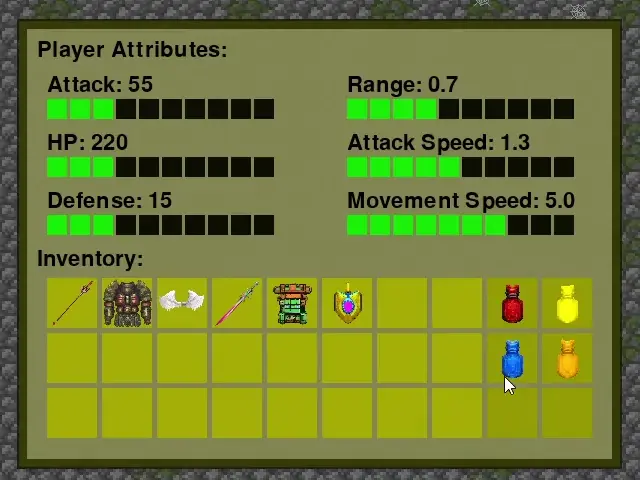 Player Attributes:
Attack: 55
Range: 0.7
HP: 220
Attack Speed: 1.3
Defense: 15
Movement Speed: 5.0
Inventory: